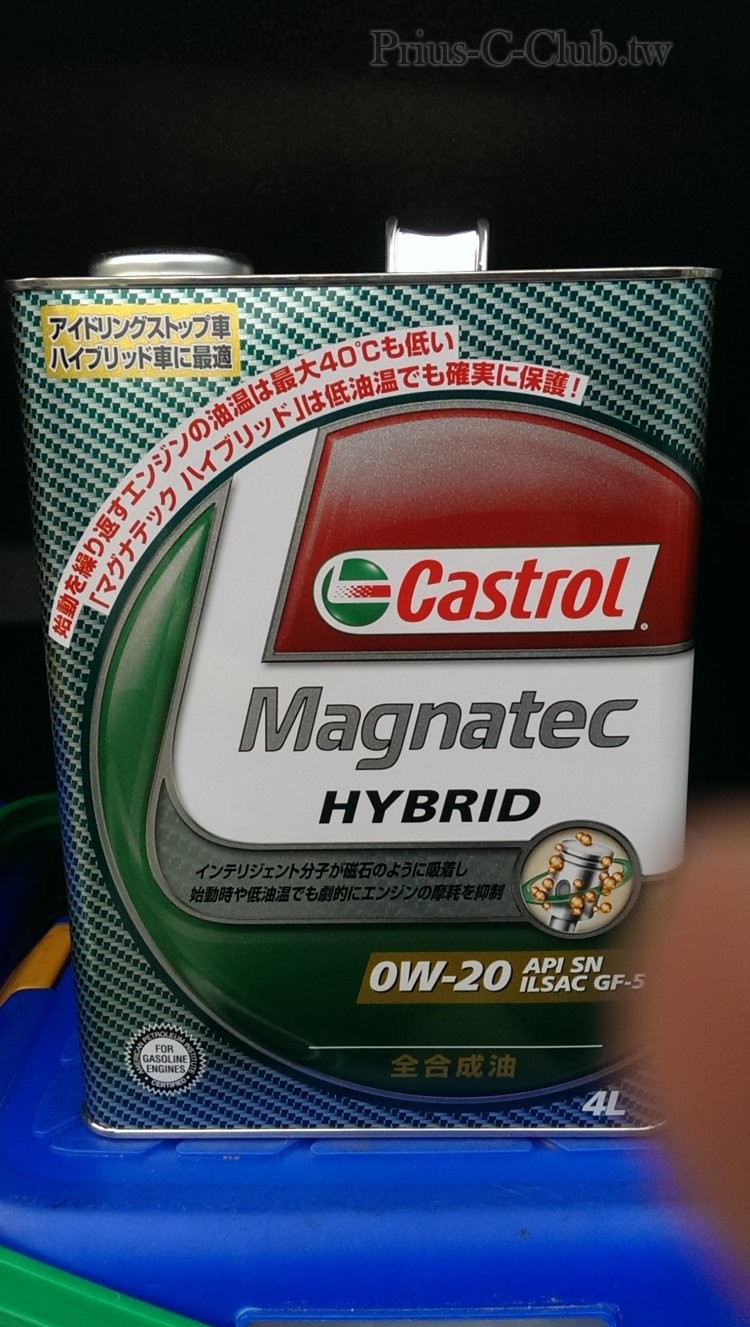 Prius-C-Club.tw
アイドリングストップ車
ハイブリッド車に最適
始動を繰り返すエンジンの油温は最大40℃も低い
「マグナテック ハイブリッド」は低油温でも確実に保護!
Castrol
Magnatec
HYBRID
インテリジェント分子が磁石のように吸着し
始動時や低油温でも劇的にエンジンの摩耗を抑制
0W-20
API SN
ILSAC GF-5
AMERICAN PETROLEUM INSTITUTE
FOR
GASOLINE
ENGINES
CERTIFIED
全合成油
4L